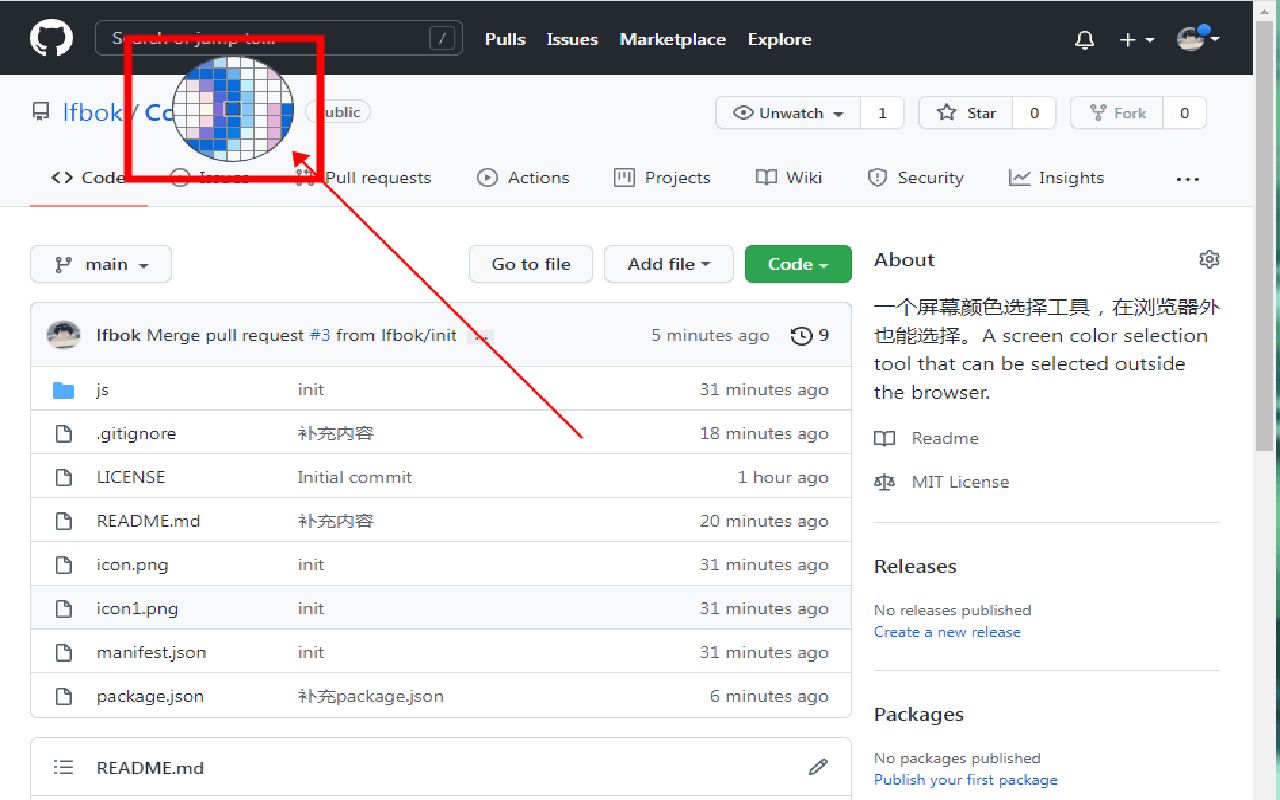 Search or jump to... /
Pulls Issues Marketplace Explore
lfbok / Co
Public
Unwatch 1 Star 0 Fork 0
Code Issues Pull requests Actions Projects Wiki Security Insights ...
main Go to file Add file Code
lfbok Merge pull request #3 from lfbok/init ... 5 minutes ago 9
js init 31 minutes ago
.gitignore 补充内容 18 minutes ago
LICENSE Initial commit 1 hour ago
README.md 补充内容 20 minutes ago
icon.png init 31 minutes ago
icon1.png init 31 minutes ago
manifest.json init 31 minutes ago
package.json 补充package.json 6 minutes ago
README.md
About
一个屏幕颜色选择工具，在浏览器外
也能选择。A screen color selection
tool that can be selected outside
the browser.
Readme
MIT License
Releases
No releases published
Create a new release
Packages
No packages published
Publish your first package